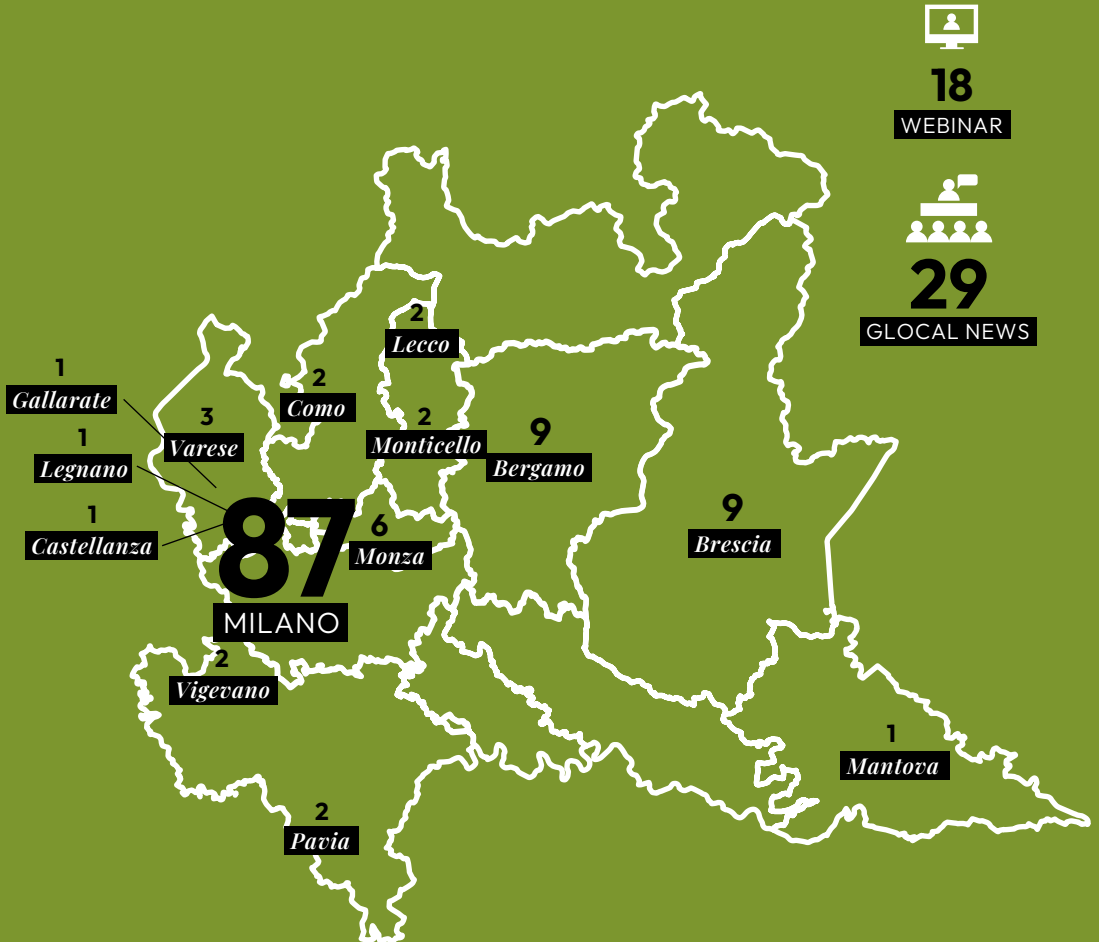 18
WEBINAR
29
GLOCAL NEWS
2
Lecco
1
Gallarate
2
Como
3
Varese
2
Monticello
9
Bergamo
1
Legnano
9
Brescia
1
Castellanza
87
MILANO
6
Monza
2
Vigevano
1
Mantova
2
Pavia